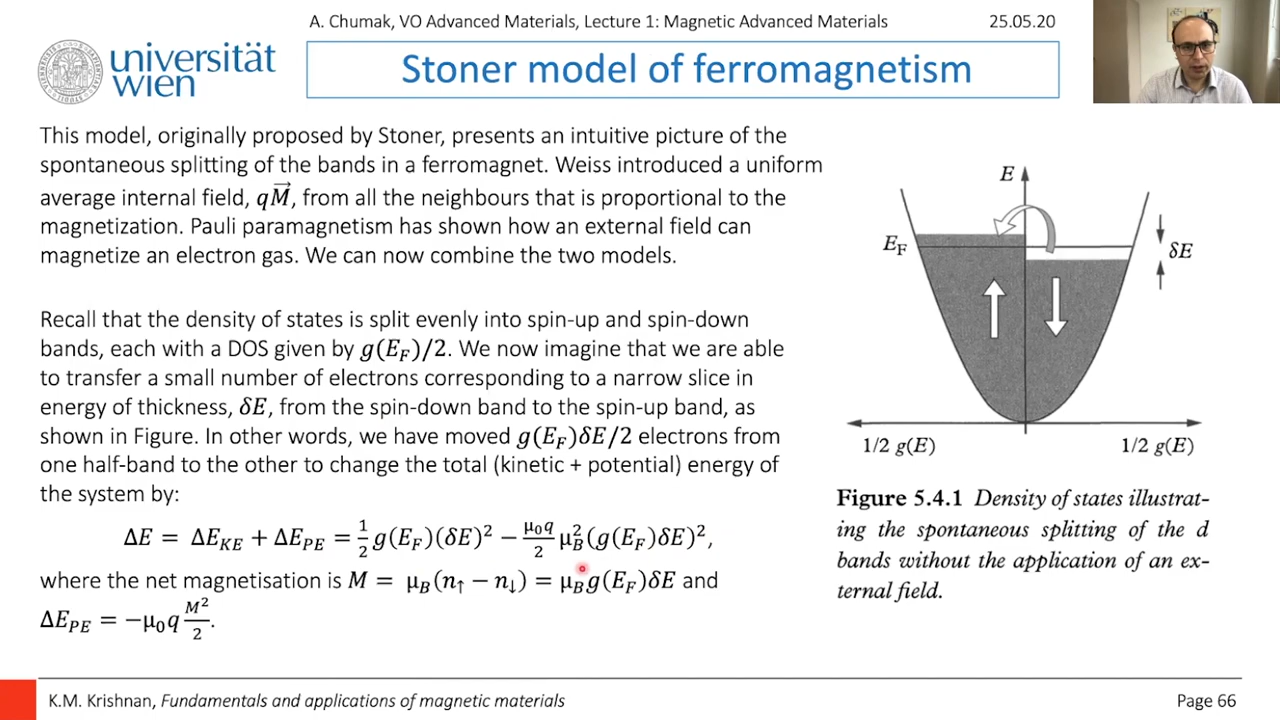 A. Chumak, VO Advanced Materials, Lecture 1: Magnetic Advanced Materials 25.05.20
universität
wien
Stoner model of ferromagnetism
This model, originally proposed by Stoner, presents an intuitive picture of the
spontaneous splitting of the bands in a ferromagnet. Weiss introduced a uniform
average internal field, qM⃗, from all the neighbours that is proportional to the
magnetization. Pauli paramagnetism has shown how an external field can
magnetize an electron gas. We can now combine the two models.
Recall that the density of states is split evenly into spin-up and spin-down
bands, each with a DOS given by g(E_F)/2. We now imagine that we are able
to transfer a small number of electrons corresponding to a narrow slice in
energy of thickness, δE, from the spin-down band to the spin-up band, as
shown in Figure. In other words, we have moved g(E_F)δE/2 electrons from
one half-band to the other to change the total (kinetic + potential) energy of
the system by:
ΔE = ΔE_KE + ΔE_PE = 1/2 g(E_F)(δE)² − μ₀q/2 μ_B²(g(E_F)δE)²,
where the net magnetisation is M = μ_B(n↑ − n↓) = μ_B g(E_F)δE and
ΔE_PE = −μ₀q M²/2.
E
E_F
δE
1/2 g(E) 1/2 g(E)
Figure 5.4.1 Density of states illustrat-
ing the spontaneous splitting of the d
bands without the application of an ex-
ternal field.
K.M. Krishnan, Fundamentals and applications of magnetic materials
Page 66